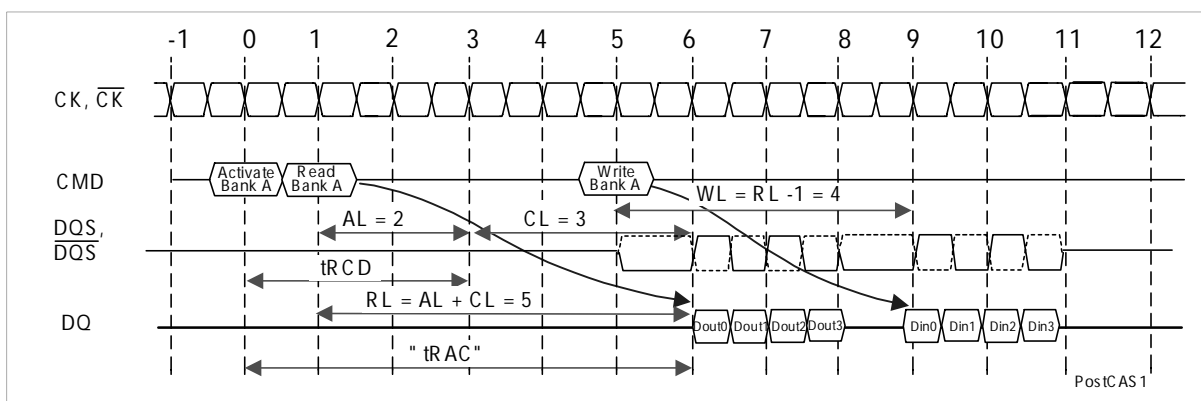 -1 0 1 2 3 4 5 6 7 8 9 10 11 12
CK, CK
CMD
Activate
Bank A
Read
Bank A
Write
Bank A
WL = RL -1 = 4
AL = 2
CL = 3
DQS,
DQS
tRCD
RL = AL + CL = 5
DQ
Dout0 Dout1 Dout2 Dout3
Din0 Din1 Din2 Din3
"tRAC"
PostCAS1